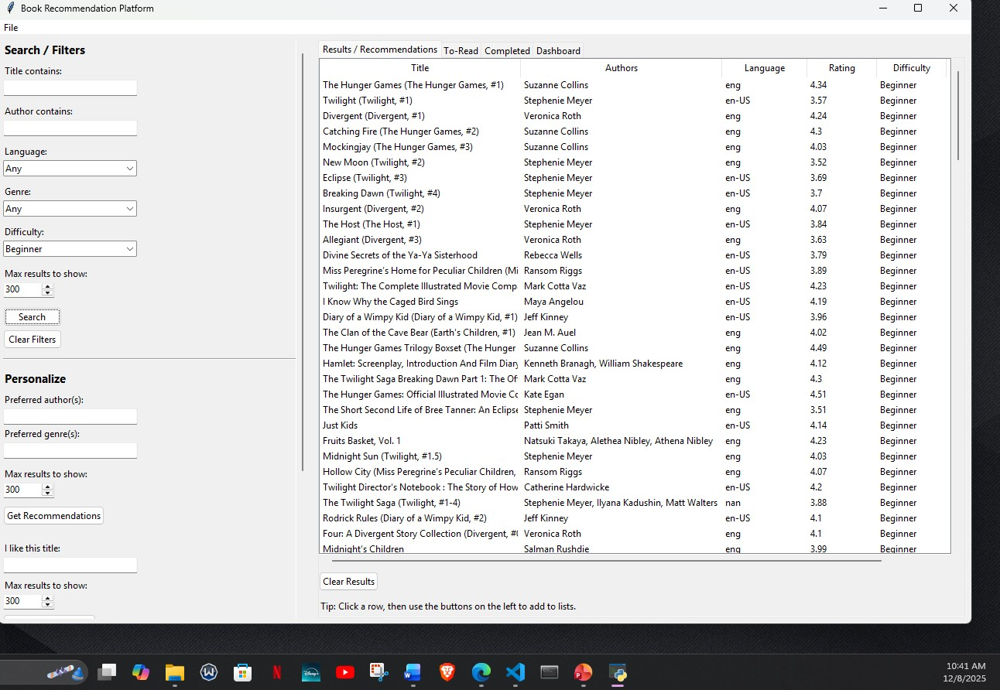 Book Recommendation Platform
File
Search / Filters
Title contains:
Author contains:
Language:
Any
Genre:
Any
Difficulty:
Beginner
Max results to show:
300
Search
Clear Filters
Personalize
Preferred author(s):
Preferred genre(s):
Max results to show:
300
Get Recommendations
I like this title:
Max results to show:
300
Results / Recommendations To-Read Completed Dashboard
Title Authors Language Rating Difficulty
The Hunger Games (The Hunger Games, #1) Suzanne Collins eng 4.34 Beginner
Twilight (Twilight, #1) Stephenie Meyer en-US 3.57 Beginner
Divergent (Divergent, #1) Veronica Roth eng 4.24 Beginner
Catching Fire (The Hunger Games, #2) Suzanne Collins eng 4.3 Beginner
Mockingjay (The Hunger Games, #3) Suzanne Collins eng 4.03 Beginner
New Moon (Twilight, #2) Stephenie Meyer eng 3.52 Beginner
Eclipse (Twilight, #3) Stephenie Meyer en-US 3.69 Beginner
Breaking Dawn (Twilight, #4) Stephenie Meyer en-US 3.7 Beginner
Insurgent (Divergent, #2) Veronica Roth eng 4.07 Beginner
The Host (The Host, #1) Stephenie Meyer en-US 3.84 Beginner
Allegiant (Divergent, #3) Veronica Roth eng 3.63 Beginner
Divine Secrets of the Ya-Ya Sisterhood Rebecca Wells en-US 3.79 Beginner
Miss Peregrine's Home for Peculiar Children (Mi Ransom Riggs en-US 3.89 Beginner
Twilight: The Complete Illustrated Movie Comp Mark Cotta Vaz en-US 4.23 Beginner
I Know Why the Caged Bird Sings Maya Angelou en-US 4.19 Beginner
Diary of a Wimpy Kid (Diary of a Wimpy Kid, #1) Jeff Kinney en-US 3.96 Beginner
The Clan of the Cave Bear (Earth's Children, #1) Jean M. Auel eng 4.02 Beginner
The Hunger Games Trilogy Boxset (The Hunger Suzanne Collins eng 4.49 Beginner
Hamlet: Screenplay, Introduction And Film Diary Kenneth Branagh, William Shakespeare eng 4.12 Beginner
The Twilight Saga Breaking Dawn Part 1: The Of Mark Cotta Vaz eng 4.3 Beginner
The Hunger Games: Official Illustrated Movie Co Kate Egan en-US 4.51 Beginner
The Short Second Life of Bree Tanner: An Eclipse Stephenie Meyer eng 3.51 Beginner
Just Kids Patti Smith en-US 4.14 Beginner
Fruits Basket, Vol. 1 Natsuki Takaya, Alethea Nibley, Athena Nibley eng 4.23 Beginner
Midnight Sun (Twilight, #1.5) Stephenie Meyer eng 4.03 Beginner
Hollow City (Miss Peregrine's Peculiar Children, Ransom Riggs eng 4.07 Beginner
Twilight Director's Notebook : The Story of How Catherine Hardwicke en-US 4.2 Beginner
The Twilight Saga (Twilight, #1-4) Stephenie Meyer, Ilyana Kadushin, Matt Walters nan 3.88 Beginner
Rodrick Rules (Diary of a Wimpy Kid, #2) Jeff Kinney en-US 4.1 Beginner
Four: A Divergent Story Collection (Divergent, #0 Veronica Roth eng 4.1 Beginner
Midnight's Children Salman Rushdie eng 3.99 Beginner
Clear Results
Tip: Click a row, then use the buttons on the left to add to lists.
10:41 AM
12/8/2025